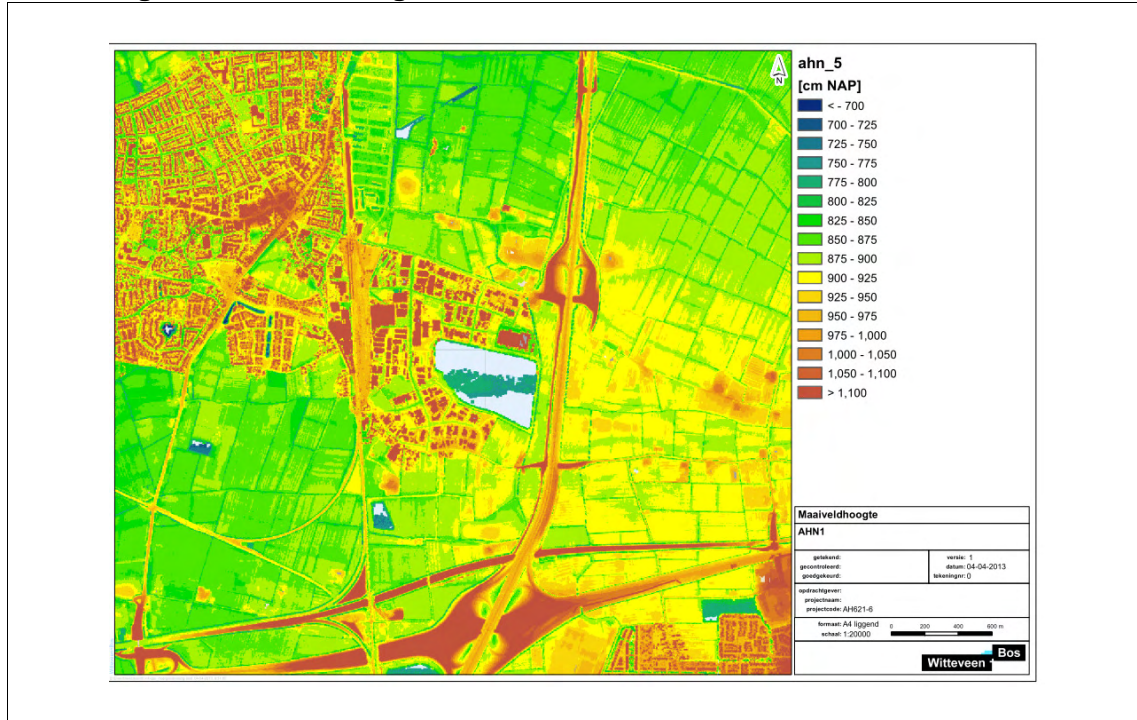 N
ahn_5
[cm NAP]
< - 700
700 - 725
725 - 750
750 - 775
775 - 800
800 - 825
825 - 850
850 - 875
875 - 900
900 - 925
925 - 950
950 - 975
975 - 1,000
1,000 - 1,050
1,050 - 1,100
> 1,100
Maaiveldhoogte
AHN1
getekend:
gecontroleerd:
goedgekeurd:
versie: 1
datum: 04-04-2013
tekeningnr: 0
opdrachtgever:
projectnaam:
projectcode: AH621-6
formaat: A4 liggend
schaal: 1:20000
0 200 400 600 m
Witteveen Bos